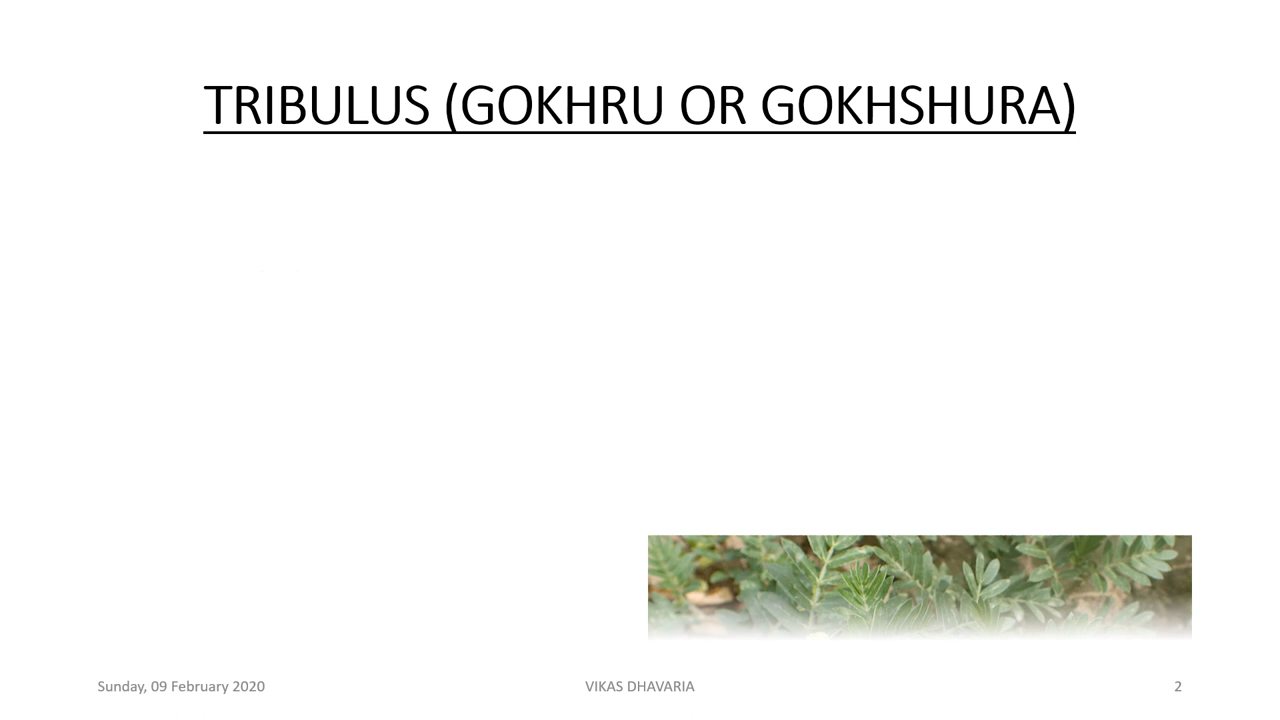 TRIBULUS (GOKHRU OR GOKHSHURA)
Sunday, 09 February 2020
VIKAS DHAVARIA
2